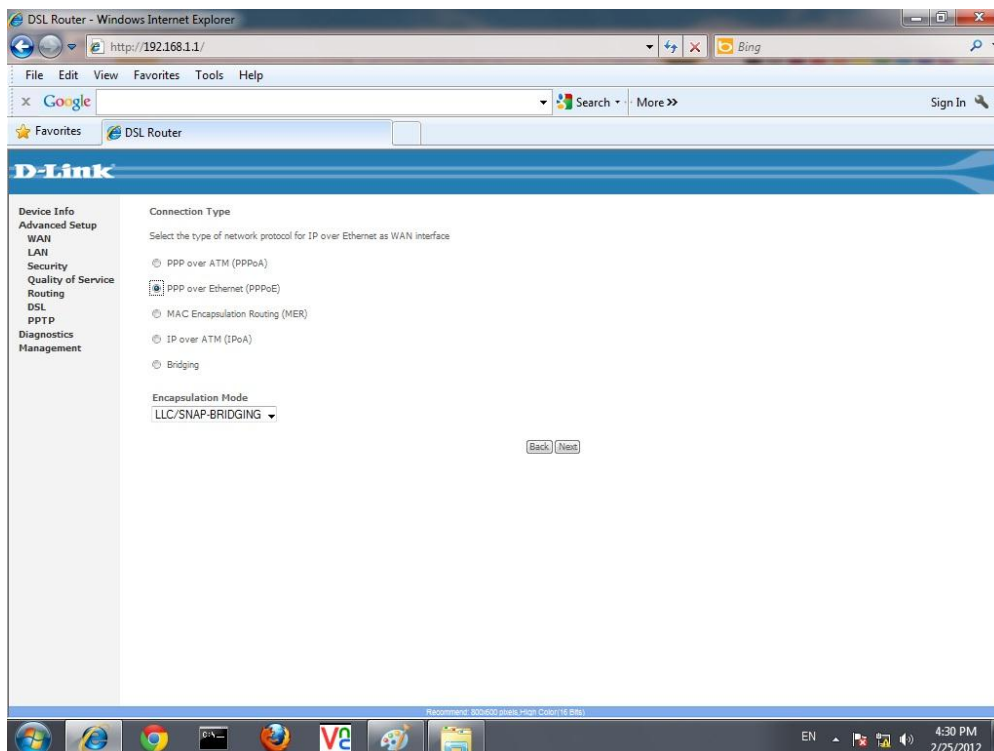 DSL Router - Windows Internet Explorer
http://192.168.1.1/
Bing
File Edit View Favorites Tools Help
x Google
Search
More >>
Sign In
Favorites
DSL Router
D-Link
Device Info
Advanced Setup
WAN
LAN
Security
Quality of Service
Routing
DSL
PPTP
Diagnostics
Management
Connection Type
Select the type of network protocol for IP over Ethernet as WAN interface
PPP over ATM (PPPoA)
PPP over Ethernet (PPPoE)
MAC Encapsulation Routing (MER)
IP over ATM (IPoA)
Bridging
Encapsulation Mode
LLC/SNAP-BRIDGING
Back Next
Recommend: 800x600 pixels,High Color(16 Bits)
C:\_
EN
4:30 PM
2/25/2012